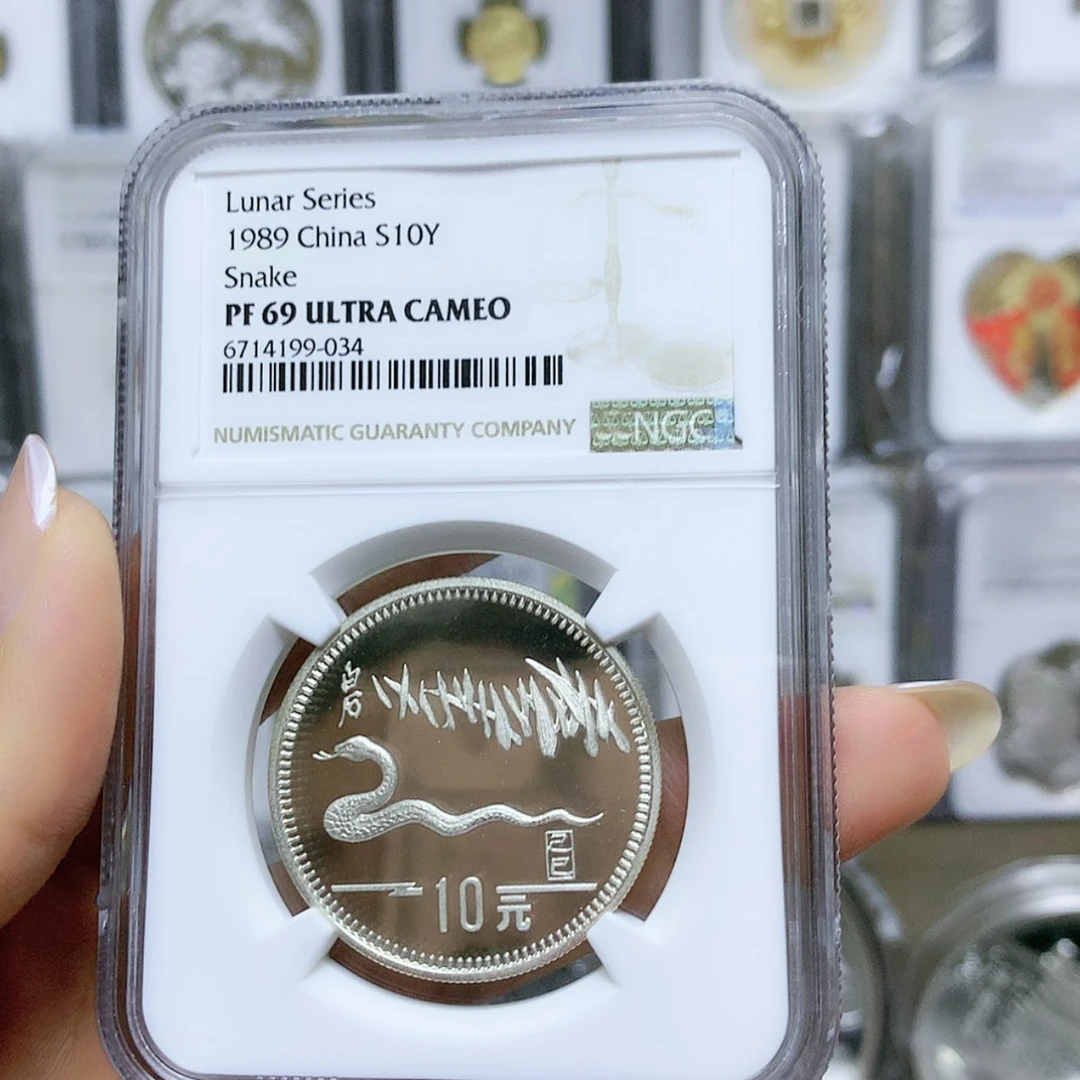 Lunar Series
1989 China S10Y
Snake
PF 69 ULTRA CAMEO
6714199-034
NUMISMATIC GUARANTY COMPANY
NGC
己巳
10元